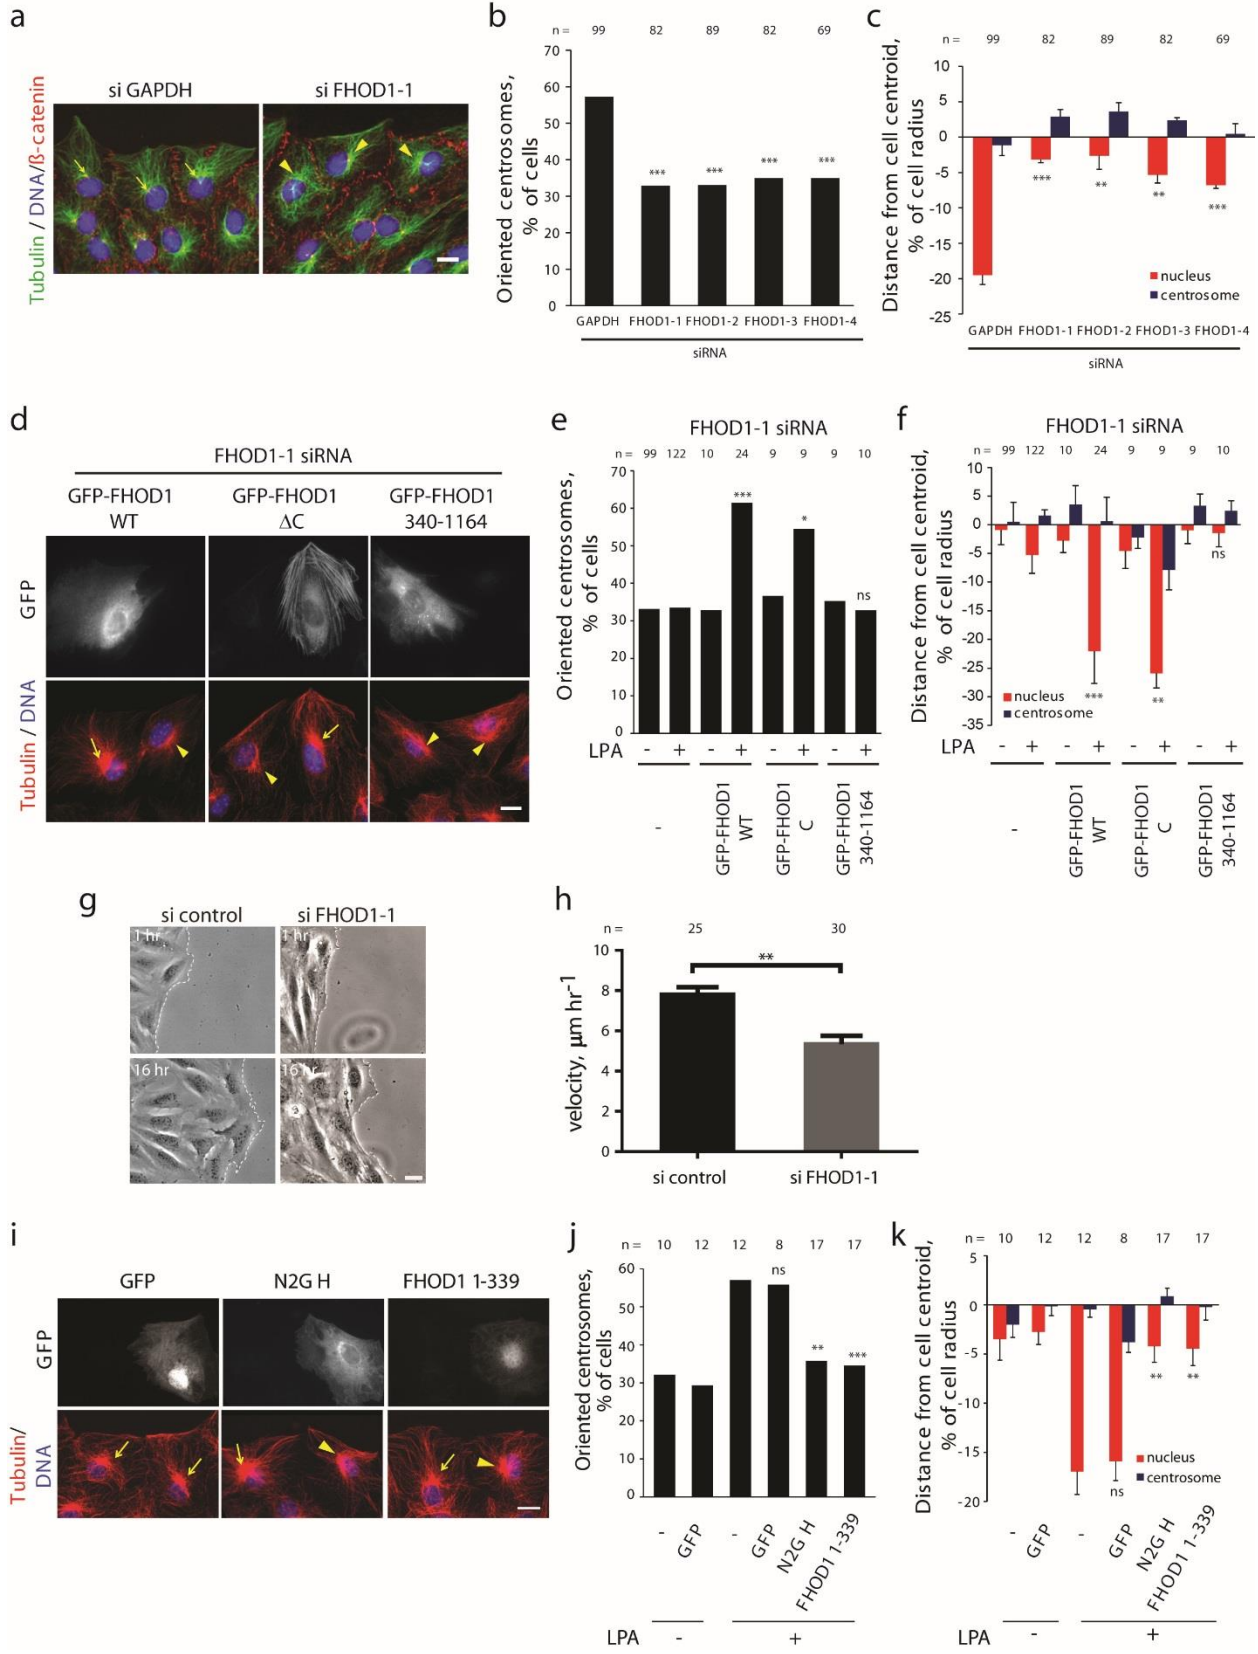 a
si GAPDH
si FHOD1-1
Tubulin / DNA/ß-catenin
b
n = 99 82 89 82 69
Oriented centrosomes,
% of cells
70
60
50
40
30
20
10
0
*** *** *** ***
GAPDH FHOD1-1 FHOD1-2 FHOD1-3 FHOD1-4
siRNA
c
n = 99 82 89 82 69
Distance from cell centroid,
% of cell radius
10
5
0
-5
-10
-15
-20
-25
*** ** ** ***
nucleus
centrosome
GAPDH FHOD1-1 FHOD1-2 FHOD1-3 FHOD1-4
siRNA
d
FHOD1-1 siRNA
GFP-FHOD1 GFP-FHOD1 GFP-FHOD1
WT ΔC 340-1164
GFP
Tubulin / DNA
e
FHOD1-1 siRNA
n = 99 122 10 24 9 9 9 10
Oriented centrosomes,
% of cells
70
60
50
40
30
20
10
0
*** * ns
LPA - + - + - + - +
-
GFP-FHOD1
WT
GFP-FHOD1
C
GFP-FHOD1
340-1164
f
FHOD1-1 siRNA
n = 99 122 10 24 9 9 9 10
Distance from cell centroid,
% of cell radius
10
5
0
-5
-10
-15
-20
-25
-30
-35
*** ** ns
nucleus
centrosome
LPA - + - + - + - +
-
GFP-FHOD1
WT
GFP-FHOD1
C
GFP-FHOD1
340-1164
g
si control si FHOD1-1
1 hr 1 hr
16 hr 16 hr
h
n = 25 30
velocity, µm hr-1
10
8
6
4
2
0
**
si control si FHOD1-1
i
GFP N2G H FHOD1 1-339
GFP
Tubulin/
DNA
j
n = 10 12 12 8 17 17
Oriented centrosomes,
% of cells
60
50
40
30
20
10
0
ns ** ***
- GFP - GFP N2G H FHOD1 1-339
LPA - +
k
n = 10 12 12 8 17 17
Distance from cell centroid,
% of cell radius
5
0
-5
-10
-15
-20
ns ** **
nucleus
centrosome
- GFP - GFP N2G H FHOD1 1-339
LPA - +